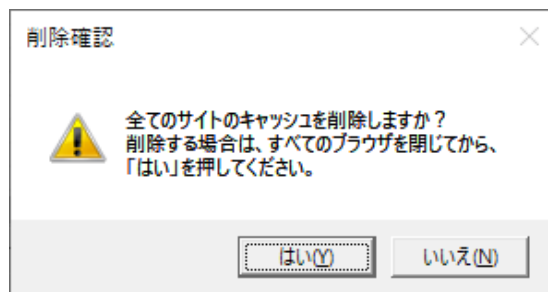 削除確認
全てのサイトのキャッシュを削除しますか？
削除する場合は、すべてのブラウザを閉じてから、
「はい」を押してください。
はい(Y)
いいえ(N)